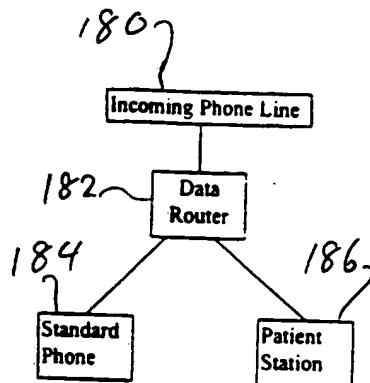 180
Incoming Phone Line
182
Data
Router
184
186
Standard
Phone
Patient
Station